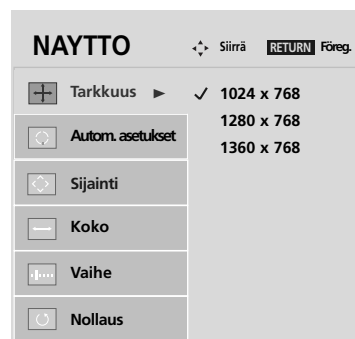 NAYTTO Siirrä RETURN Föreg.
Tarkkuus ► ✓ 1024 x 768
1280 x 768
1360 x 768
Autom. asetukset
Sijainti
Koko
Vaihe
Nollaus